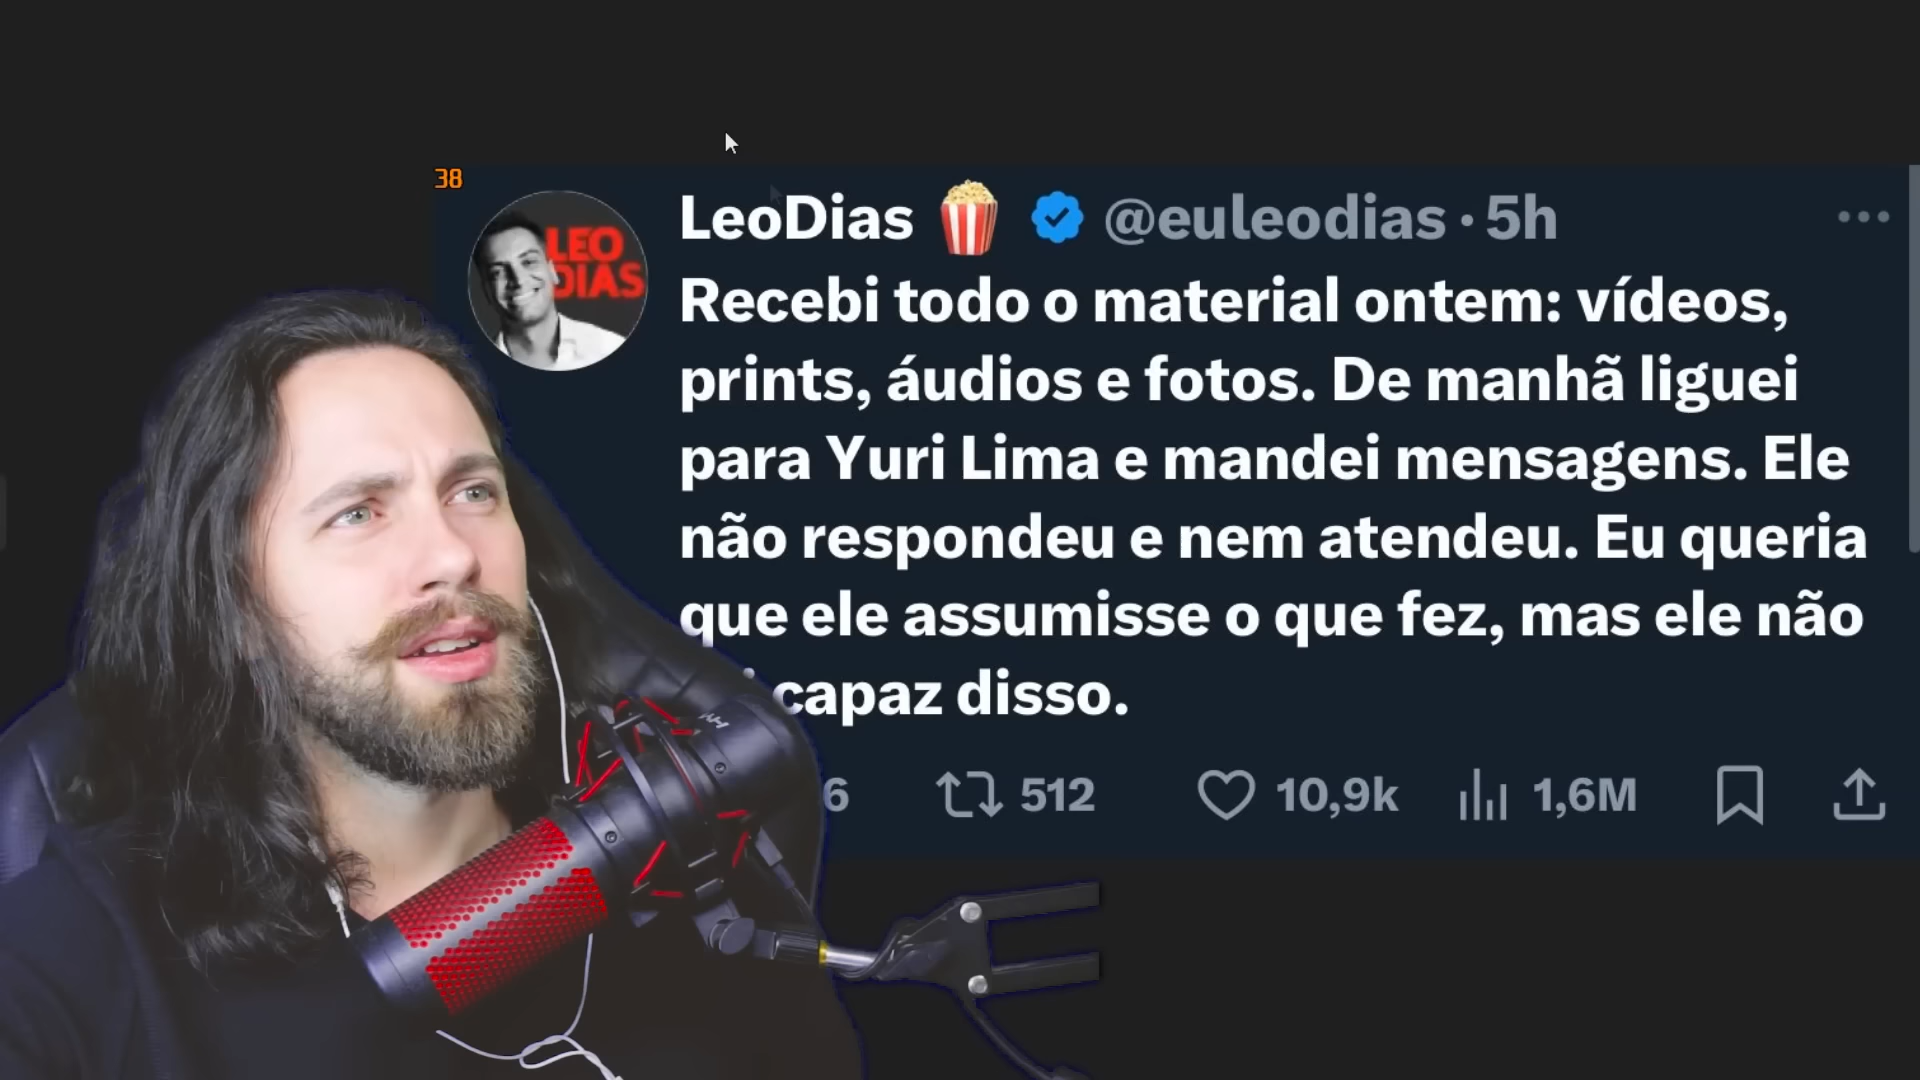 38
LeoDias 🍿 @euleodias · 5h
LEO
DIAS
Recebi todo o material ontem: vídeos,
prints, áudios e fotos. De manhã liguei
para Yuri Lima e mandei mensagens. Ele
não respondeu e nem atendeu. Eu queria
que ele assumisse o que fez, mas ele não
capaz disso.
6 512 10,9k 1,6M